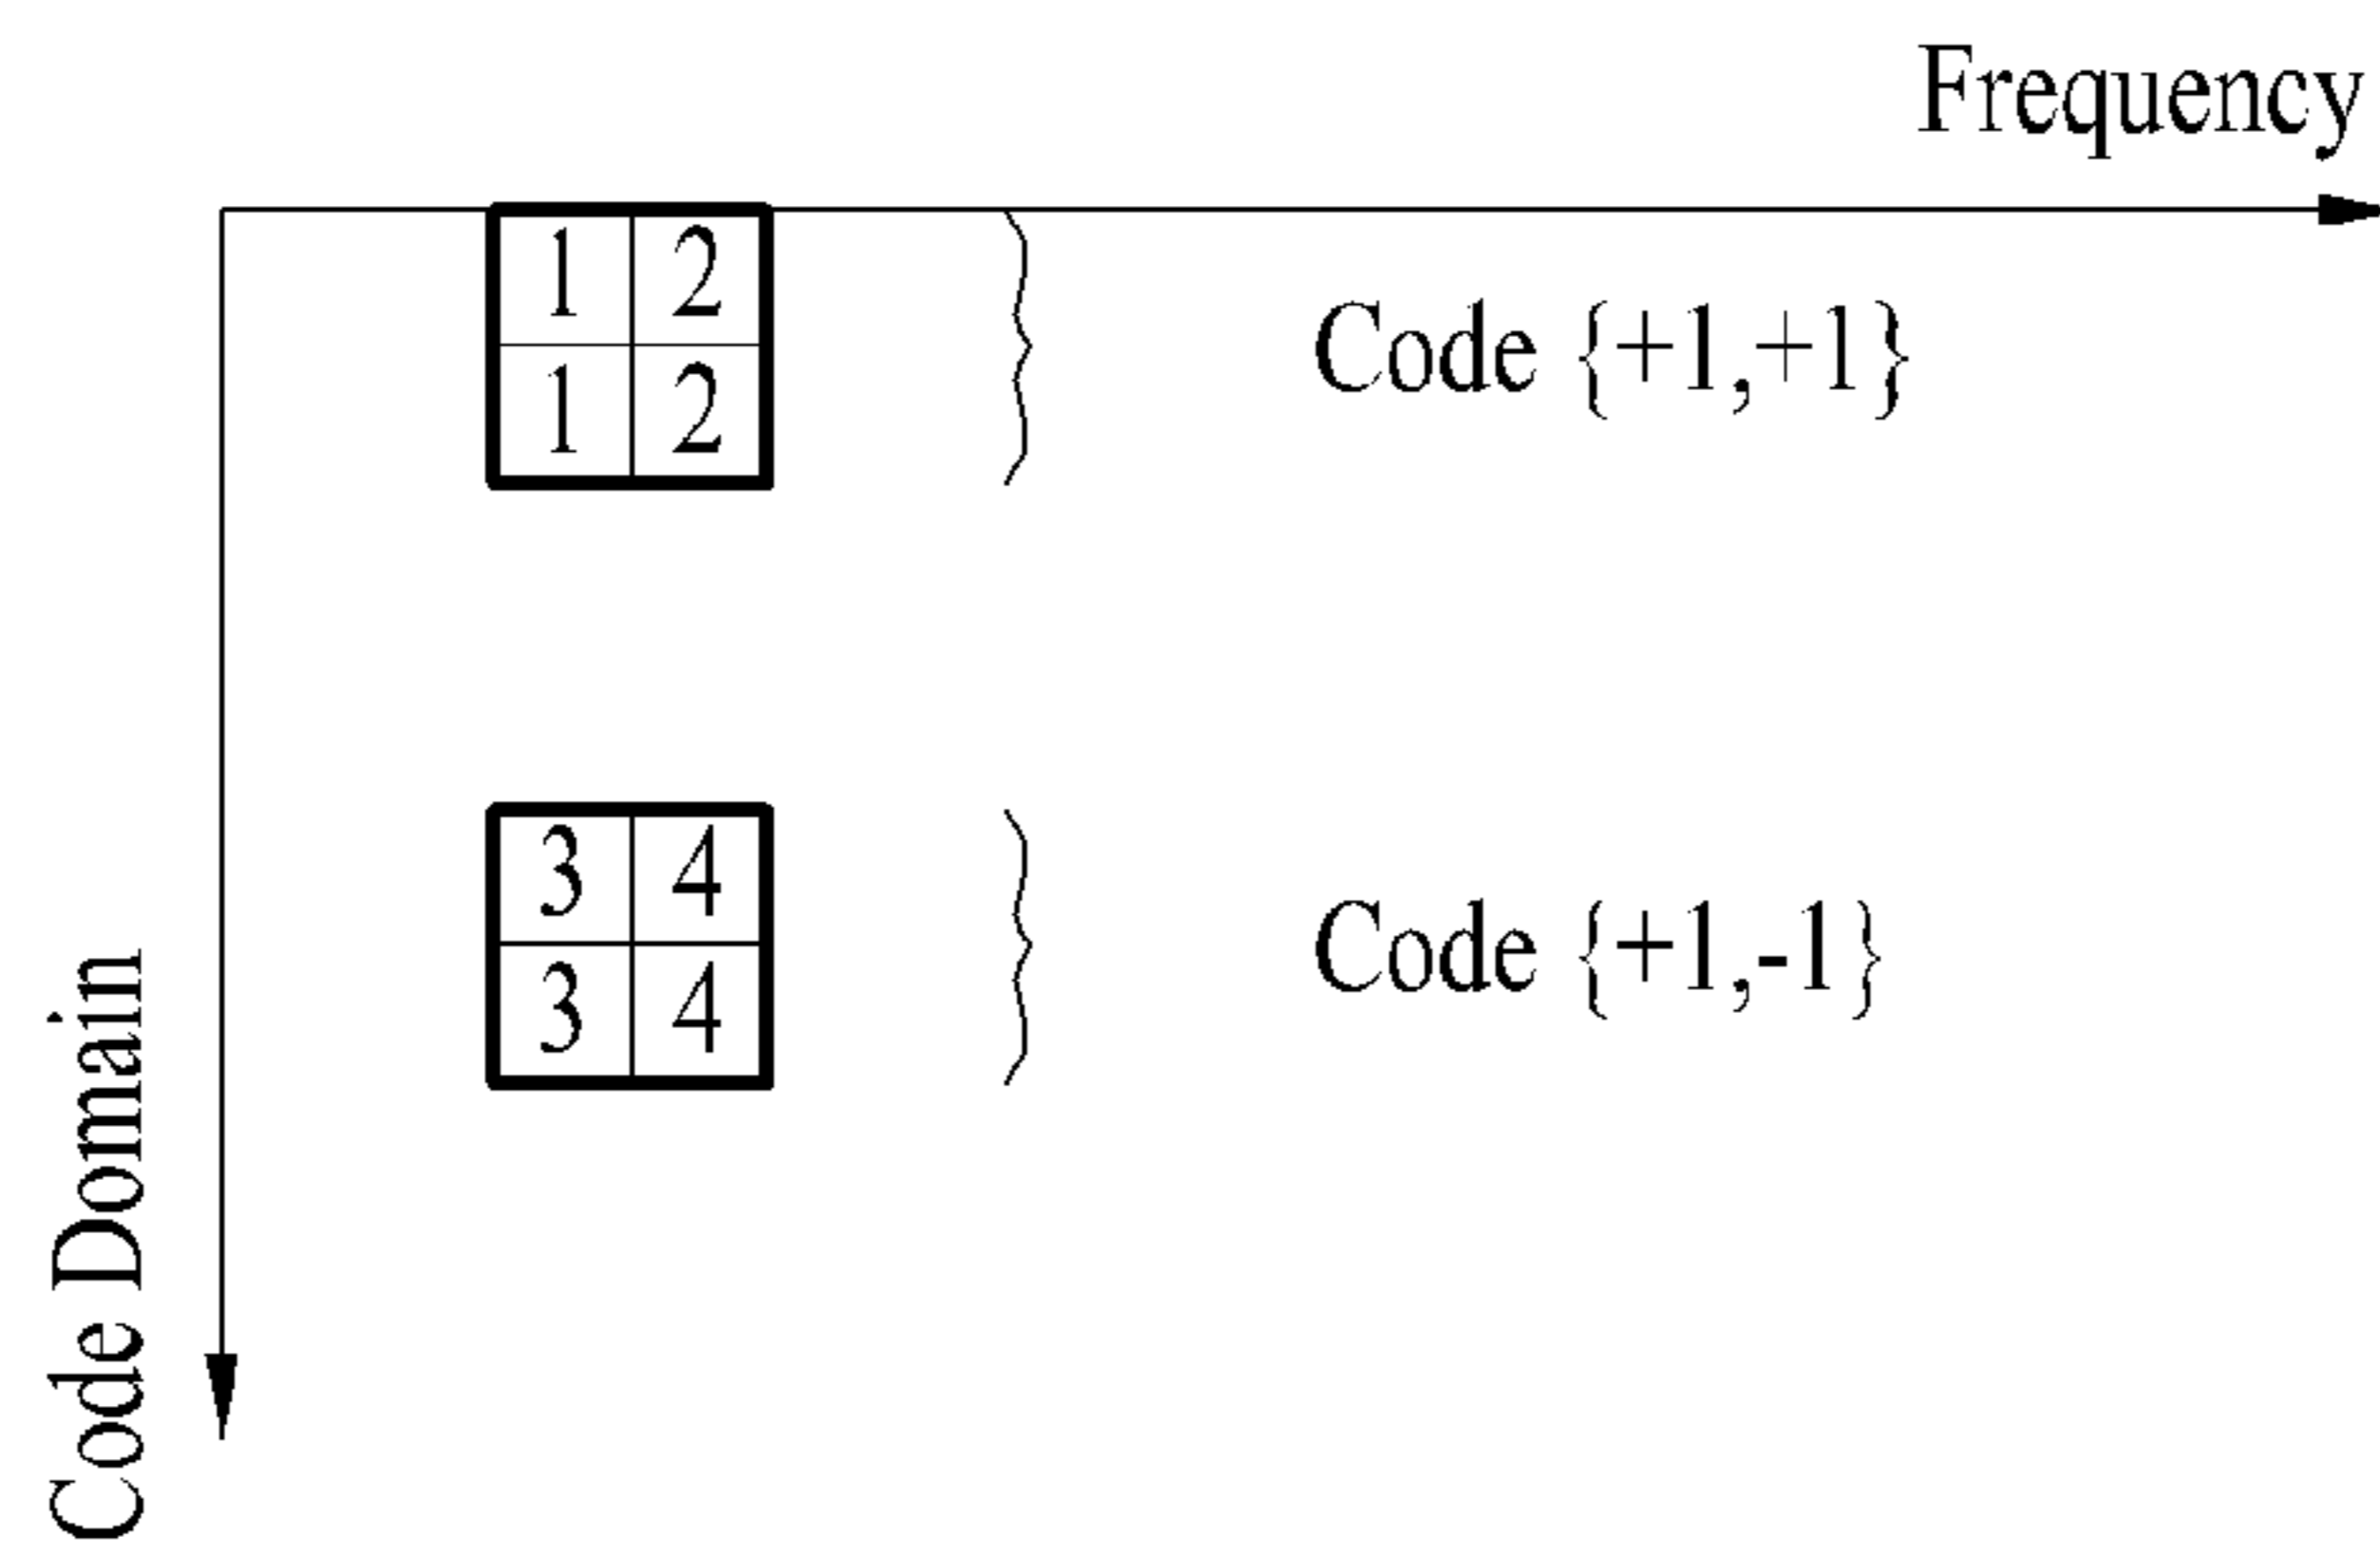 Frequency
1 2
1 2
Code {+1,+1}
3 4
3 4
Code {+1,-1}
Code Domain